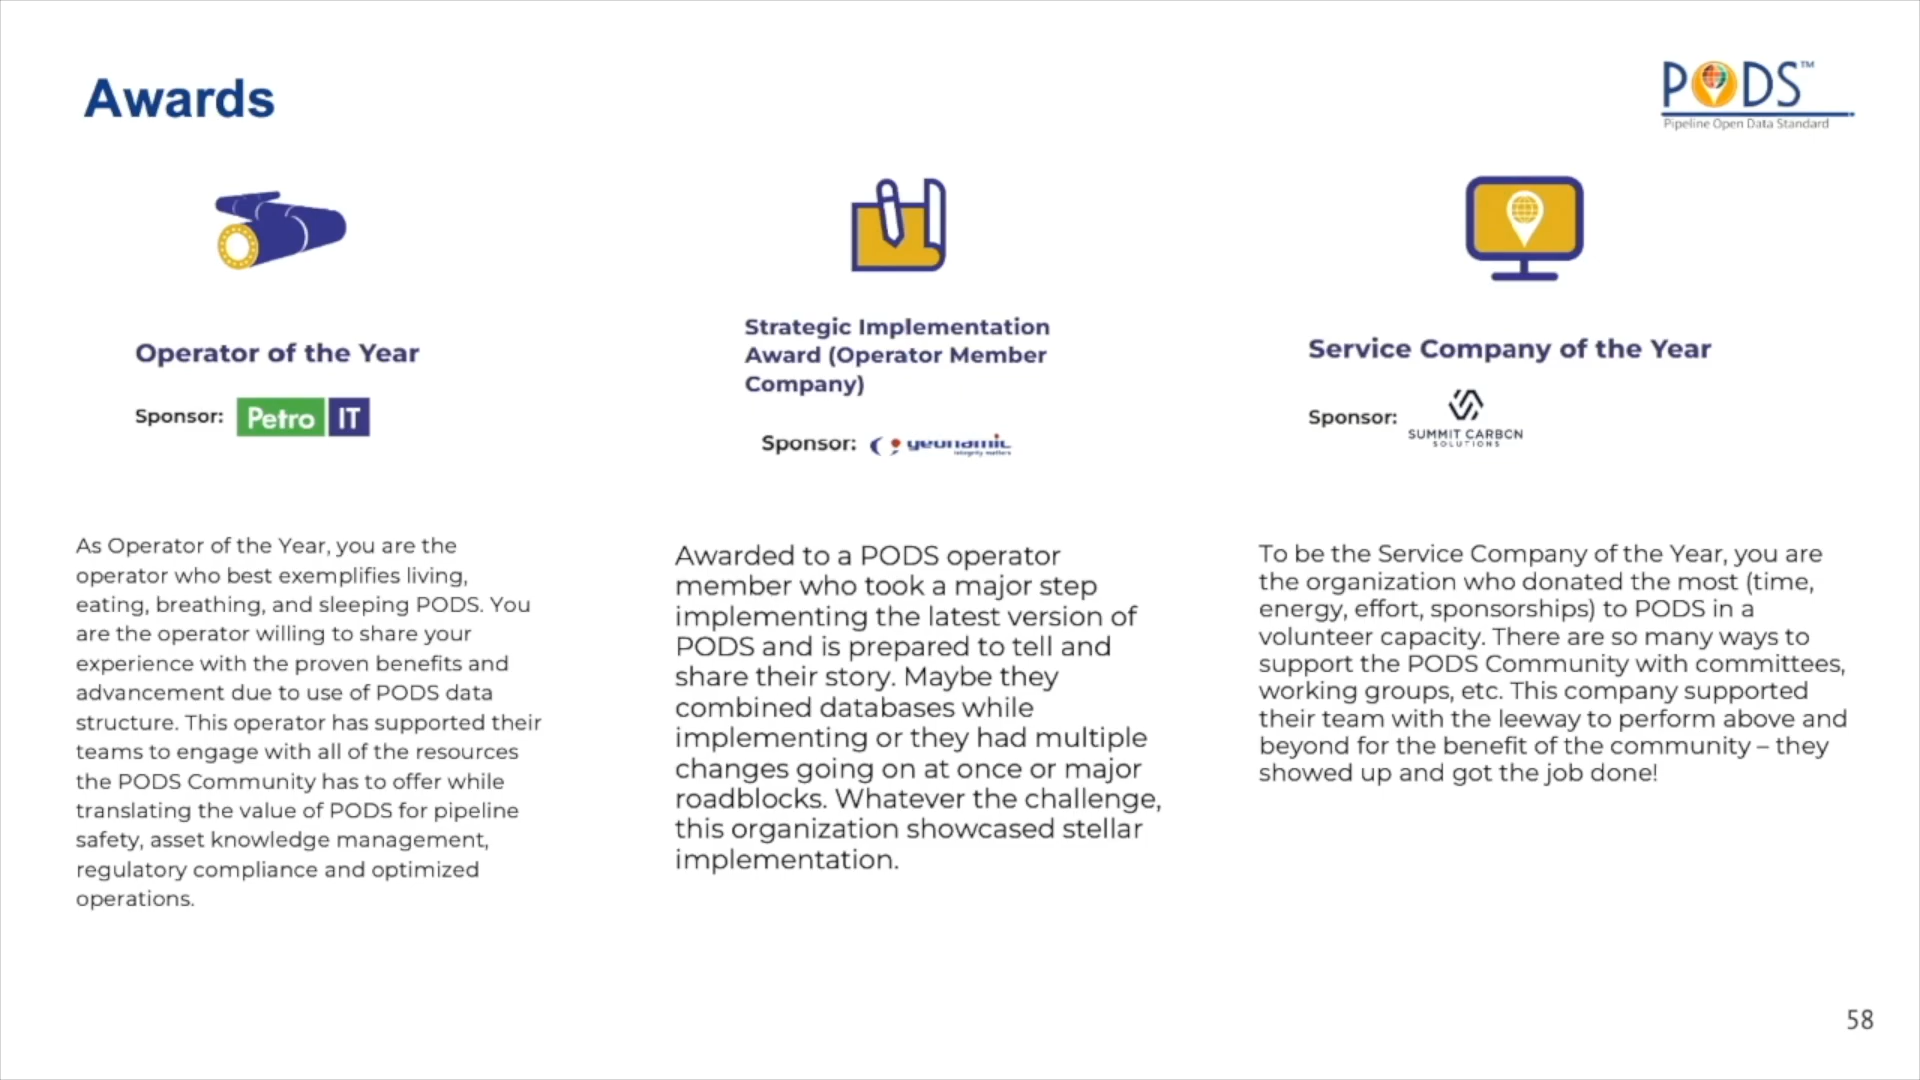 Awards
PODS™
Pipeline Open Data Standard
Operator of the Year
Sponsor: Petro IT
As Operator of the Year, you are the
operator who best exemplifies living,
eating, breathing, and sleeping PODS. You
are the operator willing to share your
experience with the proven benefits and
advancement due to use of PODS data
structure. This operator has supported their
teams to engage with all of the resources
the PODS Community has to offer while
translating the value of PODS for pipeline
safety, asset knowledge management,
regulatory compliance and optimized
operations.
Strategic Implementation
Award (Operator Member
Company)
Sponsor:
integrity matters
Awarded to a PODS operator
member who took a major step
implementing the latest version of
PODS and is prepared to tell and
share their story. Maybe they
combined databases while
implementing or they had multiple
changes going on at once or major
roadblocks. Whatever the challenge,
this organization showcased stellar
implementation.
Service Company of the Year
Sponsor:
SUMMIT CARBON
SOLUTIONS
To be the Service Company of the Year, you are
the organization who donated the most (time,
energy, effort, sponsorships) to PODS in a
volunteer capacity. There are so many ways to
support the PODS Community with committees,
working groups, etc. This company supported
their team with the leeway to perform above and
beyond for the benefit of the community – they
showed up and got the job done!
58